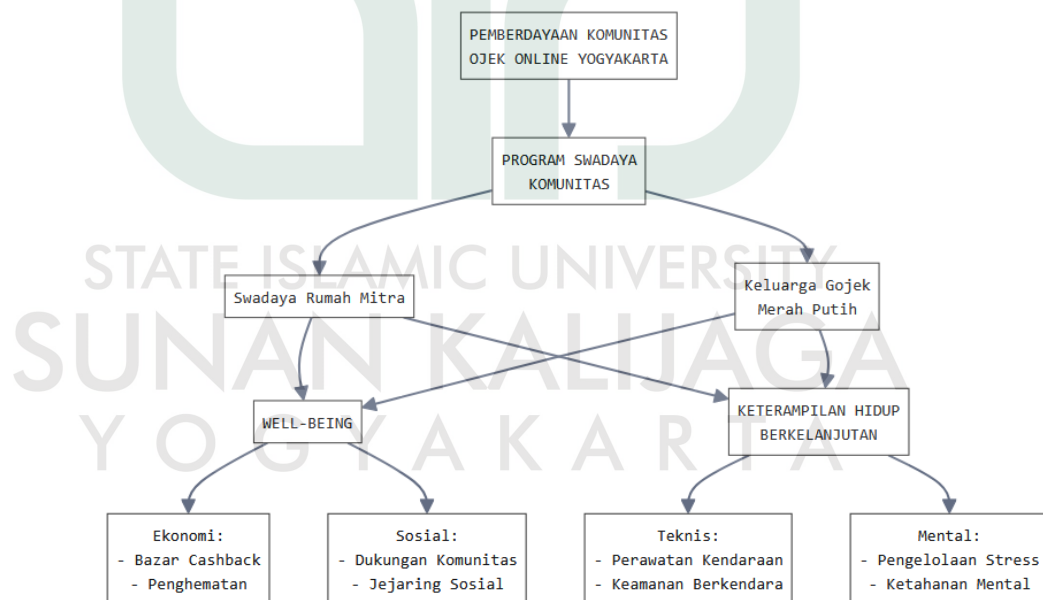 PEMBERDAYAAN KOMUNITAS
OJEK ONLINE YOGYAKARTA
PROGRAM SWADAYA
KOMUNITAS
STATE ISLAMIC UNIVERSITY
SUNAN KALIJAGA
YOGYAKARTA
Swadaya Rumah Mitra
Keluarga Gojek
Merah Putih
WELL-BEING
KETERAMPILAN HIDUP
BERKELANJUTAN
Ekonomi:
- Bazar Cashback
- Penghematan
Sosial:
- Dukungan Komunitas
- Jejaring Sosial
Teknis:
- Perawatan Kendaraan
- Keamanan Berkendara
Mental:
- Pengelolaan Stress
- Ketahanan Mental